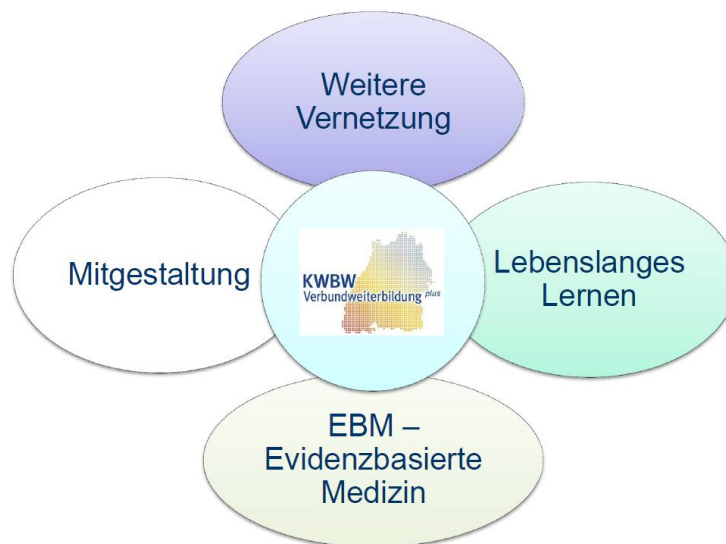 Weitere
Vernetzung
Mitgestaltung
KWBW
Verbundweiterbildung plus
Lebenslanges
Lernen
EBM –
Evidenzbasierte
Medizin